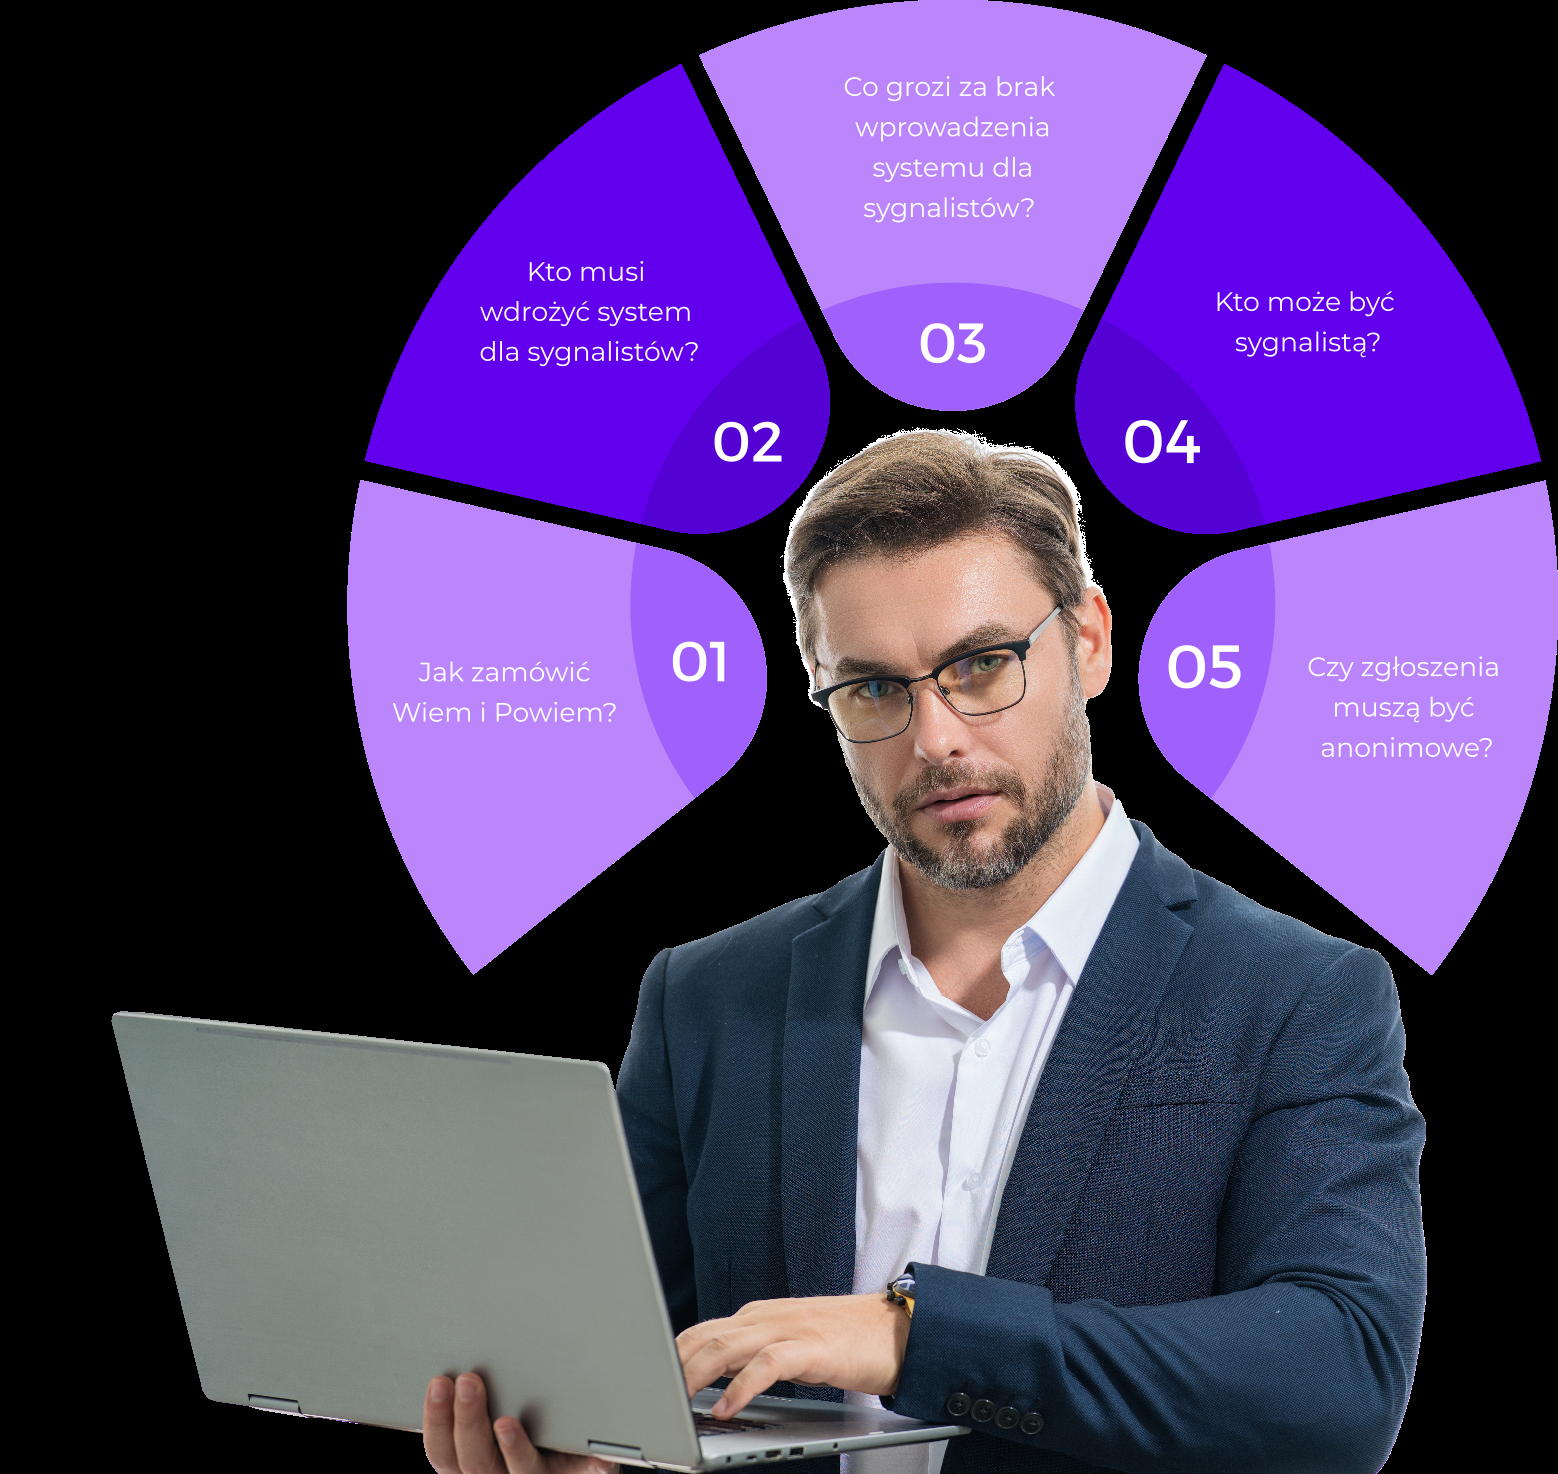 01
Jak zamówić
Wiem i Powiem?
02
Kto musi
wdrożyć system
dla sygnalistów?
03
Co grozi za brak
wprowadzenia
systemu dla
sygnalistów?
04
Kto może być
sygnalistą?
05
Czy zgłoszenia
muszą być
anonimowe?